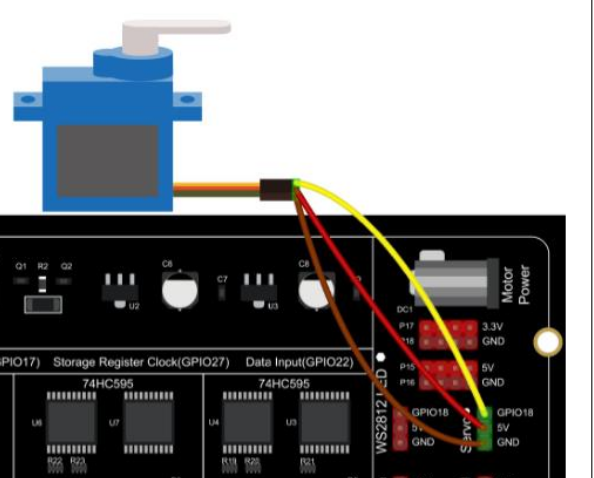 Q1 R2 Q2
U2
C6
C7
U3
C8
Motor
Power
DC1
P17 3.3V
P18 GND
P15 5V
P16 GND
PIO17) Storage Register Clock(GPIO27) Data Input(GPIO22)
74HC595 74HC595
U6 U7 U4 U3
R22 R23 R19 R20 R21
WS2812 LED
GPIO18
5V
GND
Servo
GPIO18
5V
GND